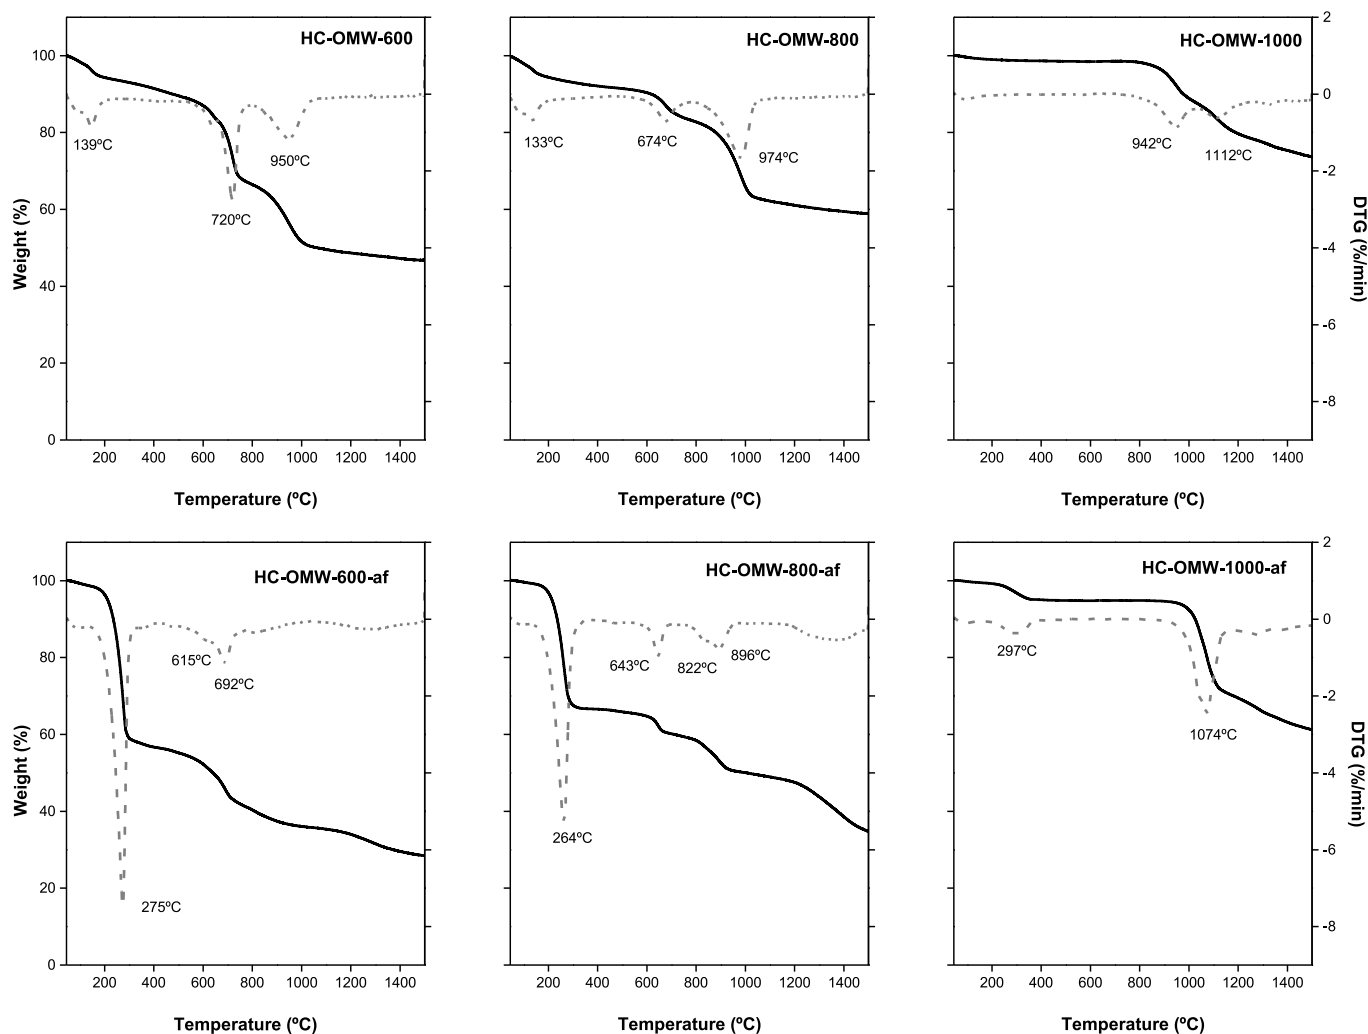 HC-OMW-600
100
80
60
40
20
0
Weight (%)
139ºC
720ºC
950ºC
200 400 600 800 1000 1200 1400
Temperature (ºC)
HC-OMW-800
133ºC
674ºC
974ºC
200 400 600 800 1000 1200 1400
Temperature (ºC)
HC-OMW-1000
942ºC
1112ºC
2
0
-2
-4
-6
-8
DTG (%/min)
200 400 600 800 1000 1200 1400
Temperature (ºC)
HC-OMW-600-af
100
80
60
40
20
0
Weight (%)
615ºC
692ºC
275ºC
200 400 600 800 1000 1200 1400
Temperature (ºC)
HC-OMW-800-af
643ºC
822ºC
896ºC
264ºC
200 400 600 800 1000 1200 1400
Temperature (ºC)
HC-OMW-1000-af
297ºC
1074ºC
2
0
-2
-4
-6
-8
DTG (%/min)
200 400 600 800 1000 1200 1400
Temperature (ºC)